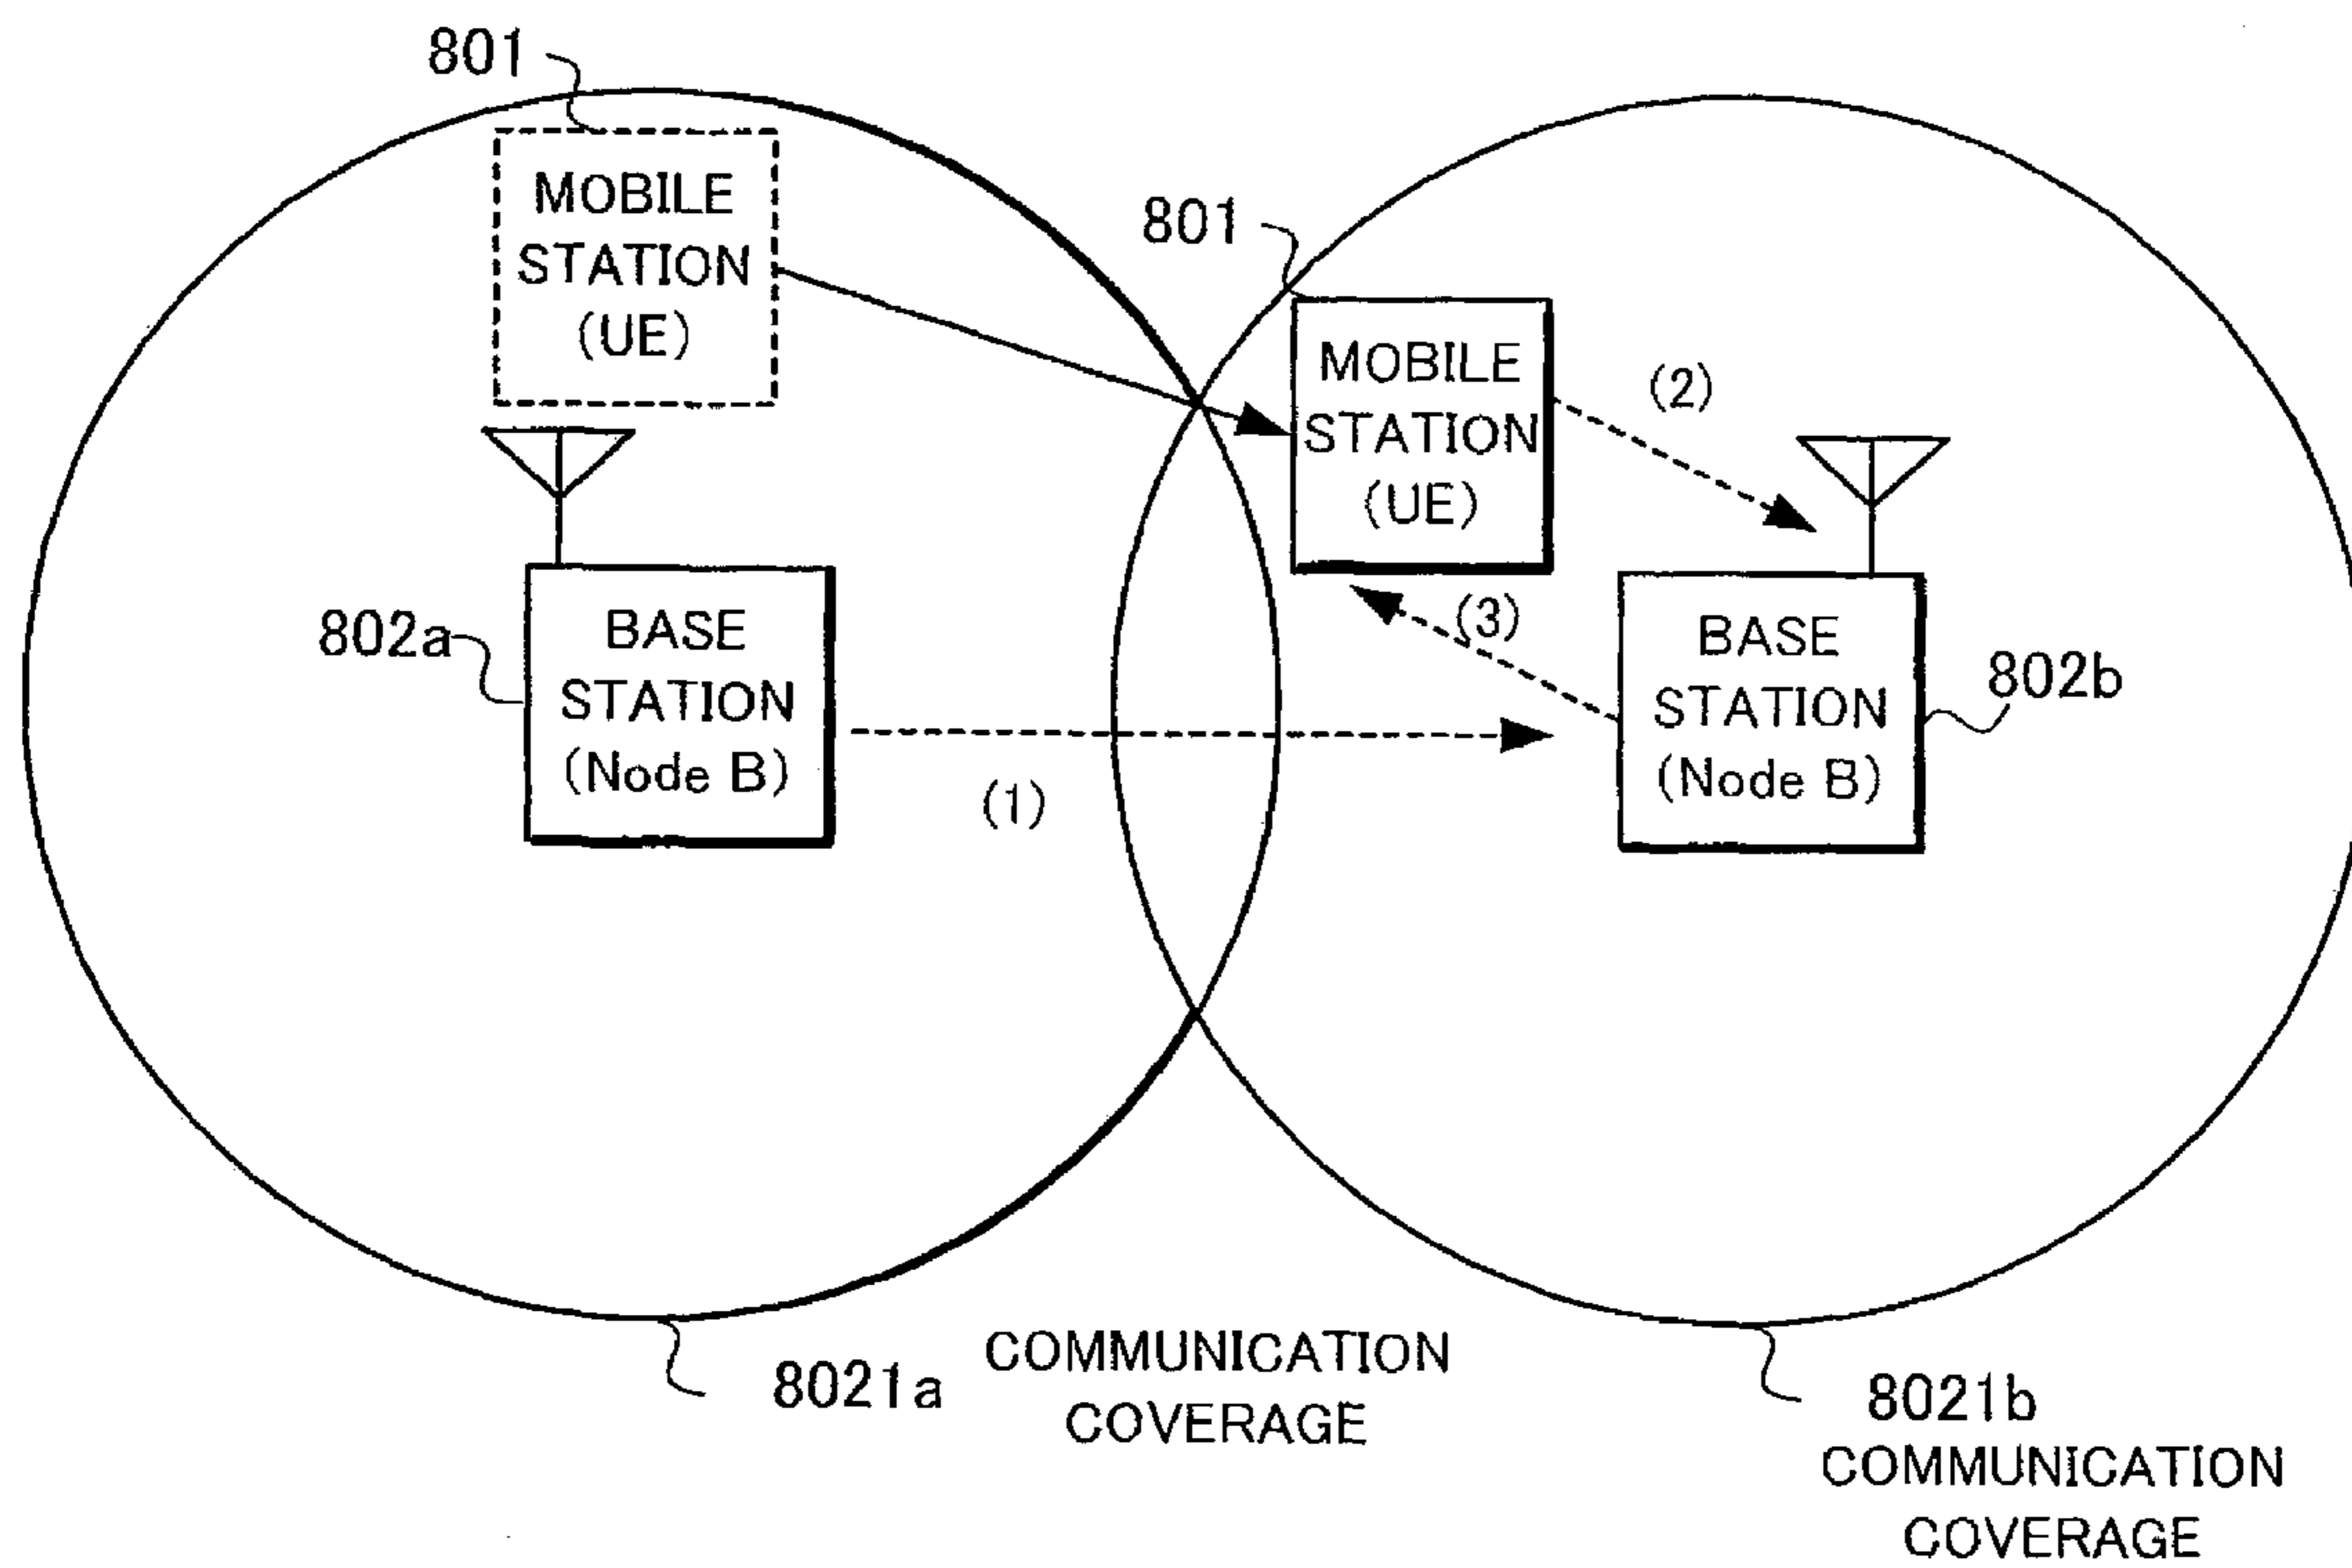 801
MOBILE
STATION
(UE)
801
MOBILE
STATION
(UE)
(2)
(3)
802a
BASE
STATION
(Node B)
(1)
BASE
STATION
(Node B)
802b
8021a
COMMUNICATION
COVERAGE
8021b
COMMUNICATION
COVERAGE